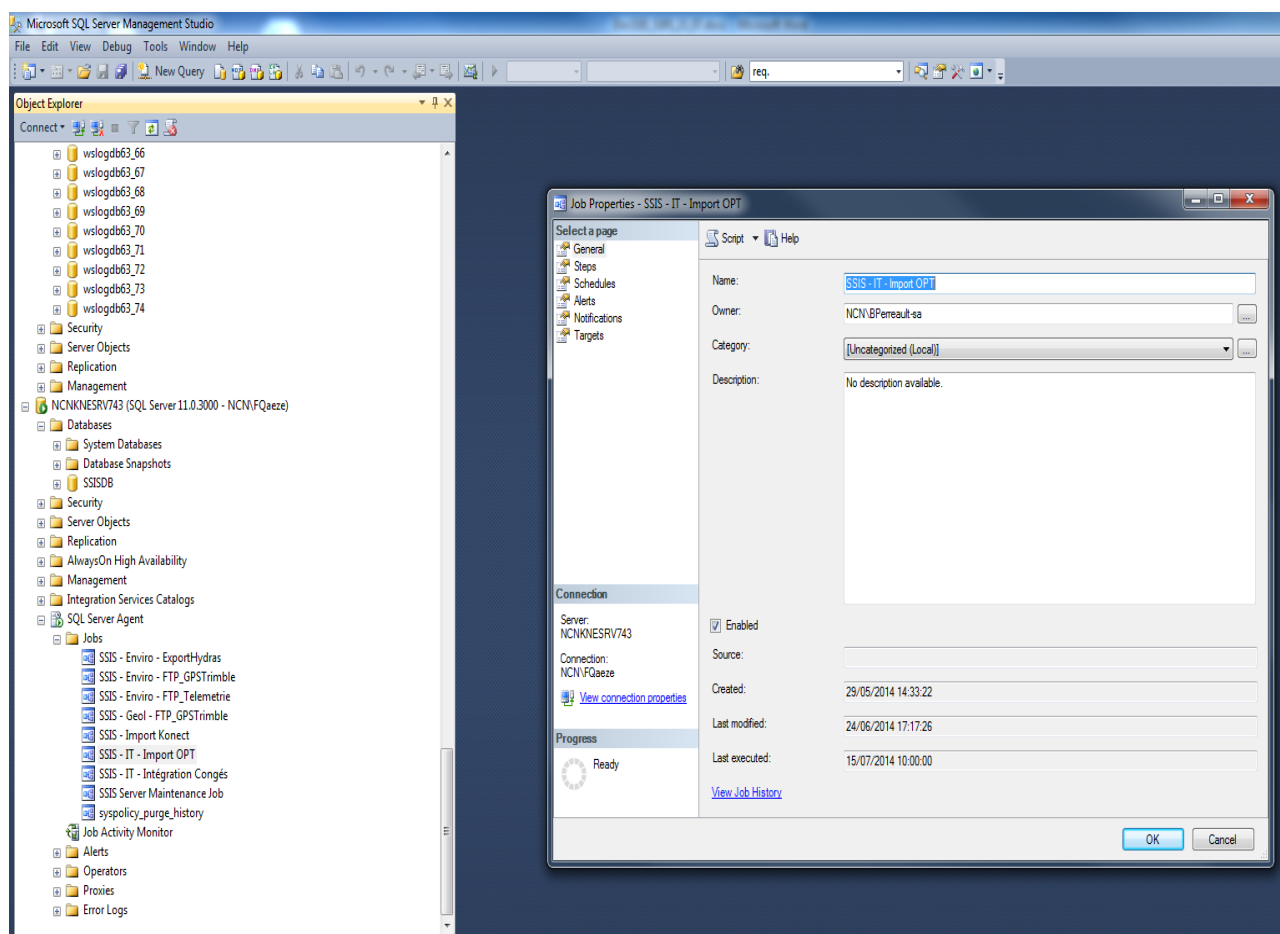 Microsoft SQL Server Management Studio
File Edit View Debug Tools Window Help
New Query
req.
Object Explorer
Connect
wslogdb63_66
wslogdb63_67
wslogdb63_68
wslogdb63_69
wslogdb63_70
wslogdb63_71
wslogdb63_72
wslogdb63_73
wslogdb63_74
Security
Server Objects
Replication
Management
NCNKNESRV743 (SQL Server 11.0.3000 - NCN\FQaeze)
Databases
System Databases
Database Snapshots
SSISDB
Security
Server Objects
Replication
AlwaysOn High Availability
Management
Integration Services Catalogs
SQL Server Agent
Jobs
SSIS - Enviro - ExportHydras
SSIS - Enviro - FTP_GPSTrimble
SSIS - Enviro - FTP_Telemetrie
SSIS - Geol - FTP_GPSTrimble
SSIS - Import Konect
SSIS - IT - Import OPT
SSIS - IT - Intégration Congés
SSIS Server Maintenance Job
syspolicy_purge_history
Job Activity Monitor
Alerts
Operators
Proxies
Error Logs
Job Properties - SSIS - IT - Import OPT
Select a page
General
Steps
Schedules
Alerts
Notifications
Targets
Script Help
Name: SSIS - IT - Import OPT
Owner: NCN\BPerreault-sa ...
Category: [Uncategorized (Local)] ...
Description: No description available.
Enabled
Source:
Created: 29/05/2014 14:33:22
Last modified: 24/06/2014 17:17:26
Last executed: 15/07/2014 10:00:00
View Job History
Connection
Server:
NCNKNESRV743
Connection:
NCN\FQaeze
View connection properties
Progress
Ready
OK Cancel